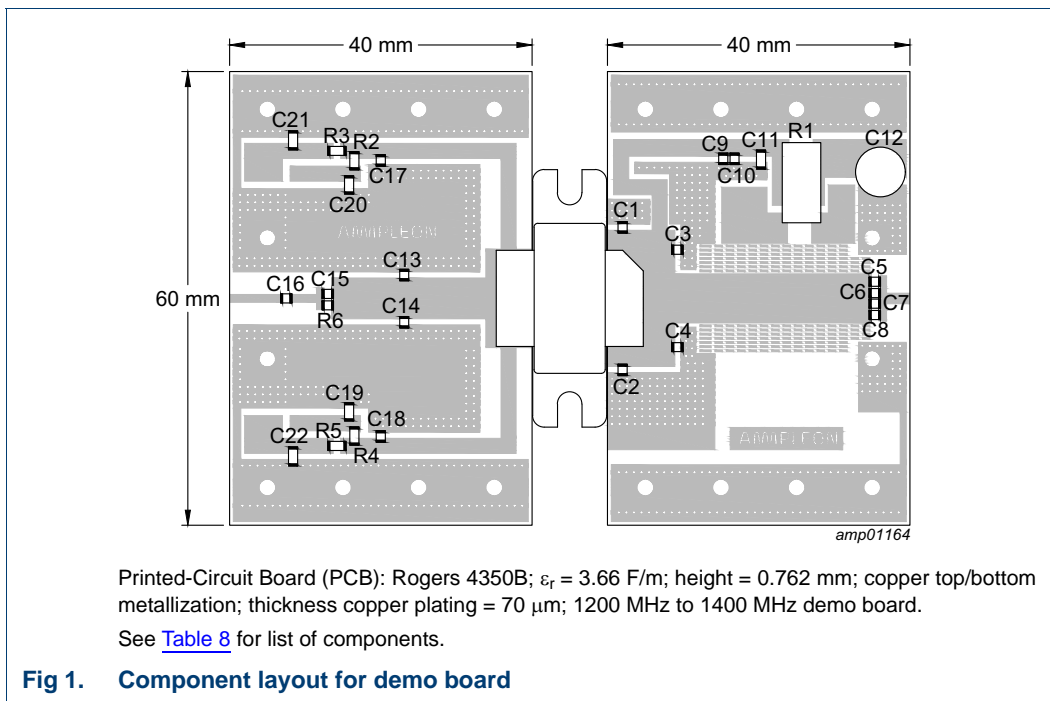 40 mm
40 mm
60 mm
C21
R3
R2
C17
C20
AMPLEON
C13
C16
C15
C14
R6
C19
C18
C22
R5
R4
C9
C11
R1
C12
C10
C1
C3
C5
C6
C7
C8
C4
C2
AMPLEON
amp01164
Printed-Circuit Board (PCB): Rogers 4350B; εr = 3.66 F/m; height = 0.762 mm; copper top/bottom
metallization; thickness copper plating = 70 μm; 1200 MHz to 1400 MHz demo board.
See Table 8 for list of components.
Fig 1. Component layout for demo board